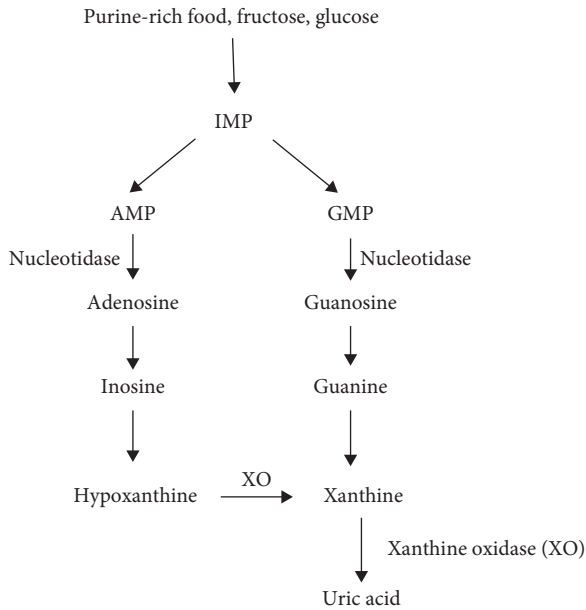 Purine-rich food, fructose, glucose
IMP
AMP
GMP
Nucleotidase
Nucleotidase
Adenosine
Guanosine
Inosine
Guanine
XO
Hypoxanthine
Xanthine
Xanthine oxidase (XO)
Uric acid